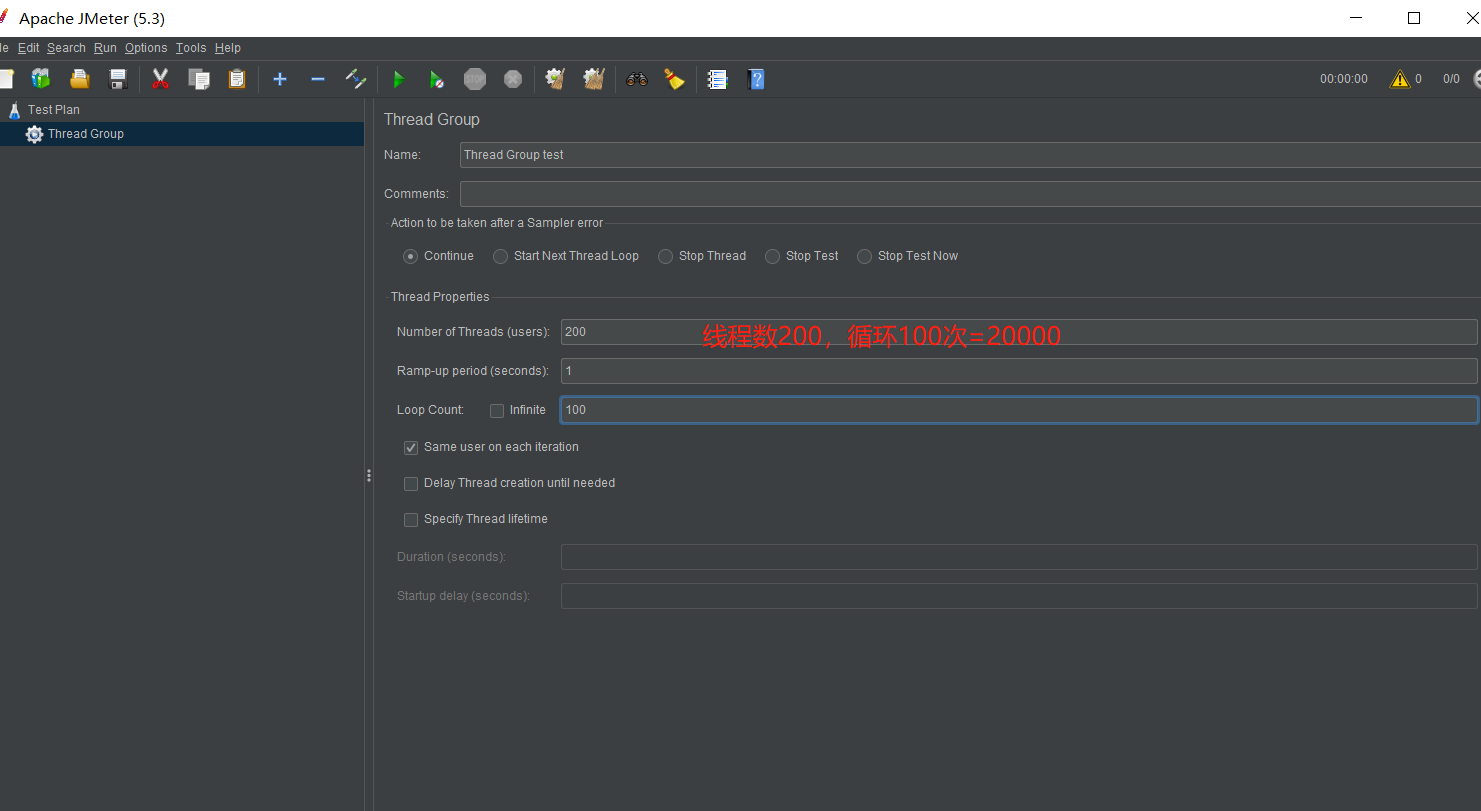 Apache JMeter (5.3)
le Edit Search Run Options Tools Help
STOP 00:00:00 0 0/0
Test Plan
Thread Group
Thread Group
Name: Thread Group test
Comments:
Action to be taken after a Sampler error
Continue Start Next Thread Loop Stop Thread Stop Test Stop Test Now
Thread Properties
Number of Threads (users): 200 线程数200，循环100次=20000
Ramp-up period (seconds): 1
Loop Count: Infinite 100
Same user on each iteration
Delay Thread creation until needed
Specify Thread lifetime
Duration (seconds):
Startup delay (seconds):